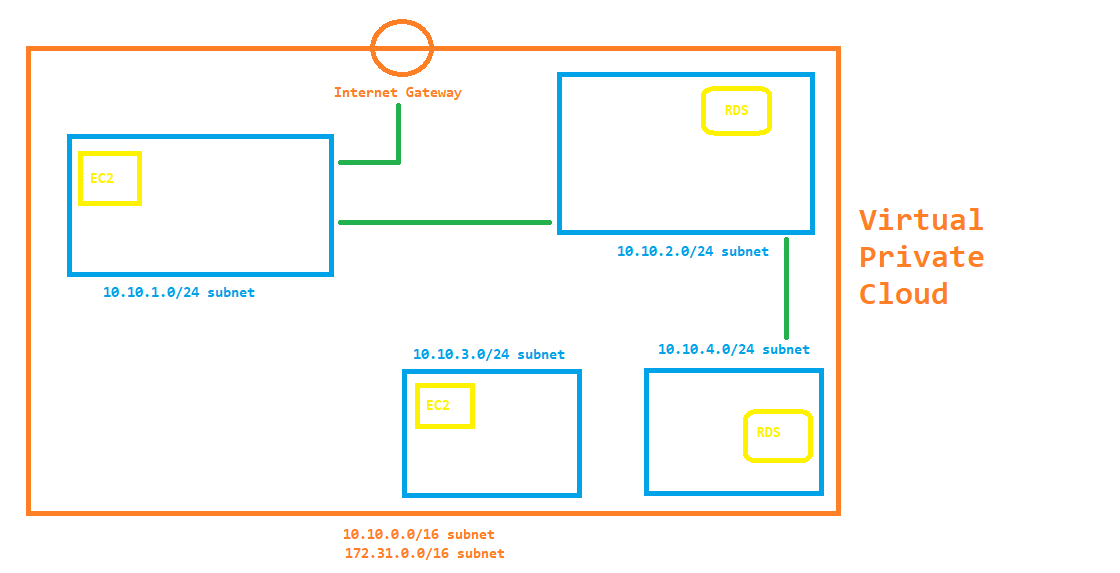 Internet Gateway
RDS
EC2
Virtual
Private
Cloud
10.10.2.0/24 subnet
10.10.1.0/24 subnet
10.10.3.0/24 subnet
10.10.4.0/24 subnet
EC2
RDS
10.10.0.0/16 subnet
172.31.0.0/16 subnet